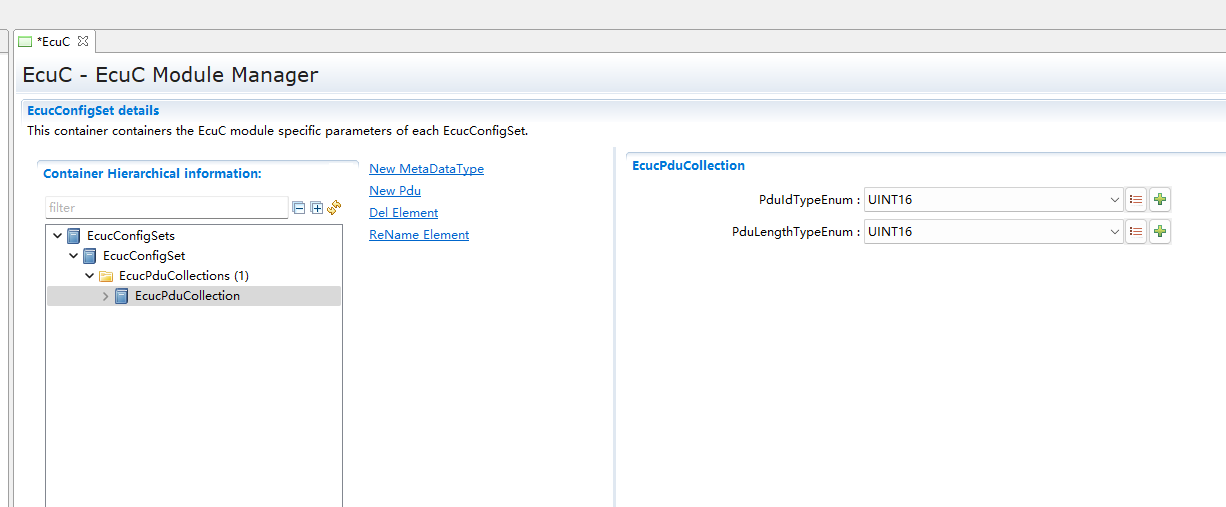 *EcuC
EcuC - EcuC Module Manager
EcucConfigSet details
This container containers the EcuC module specific parameters of each EcucConfigSet.
Container Hierarchical information:
filter
EcucConfigSets
EcucConfigSet
EcucPduCollections (1)
EcucPduCollection
New MetaDataType
New Pdu
Del Element
ReName Element
EcucPduCollection
PduIdTypeEnum : UINT16
PduLengthTypeEnum : UINT16